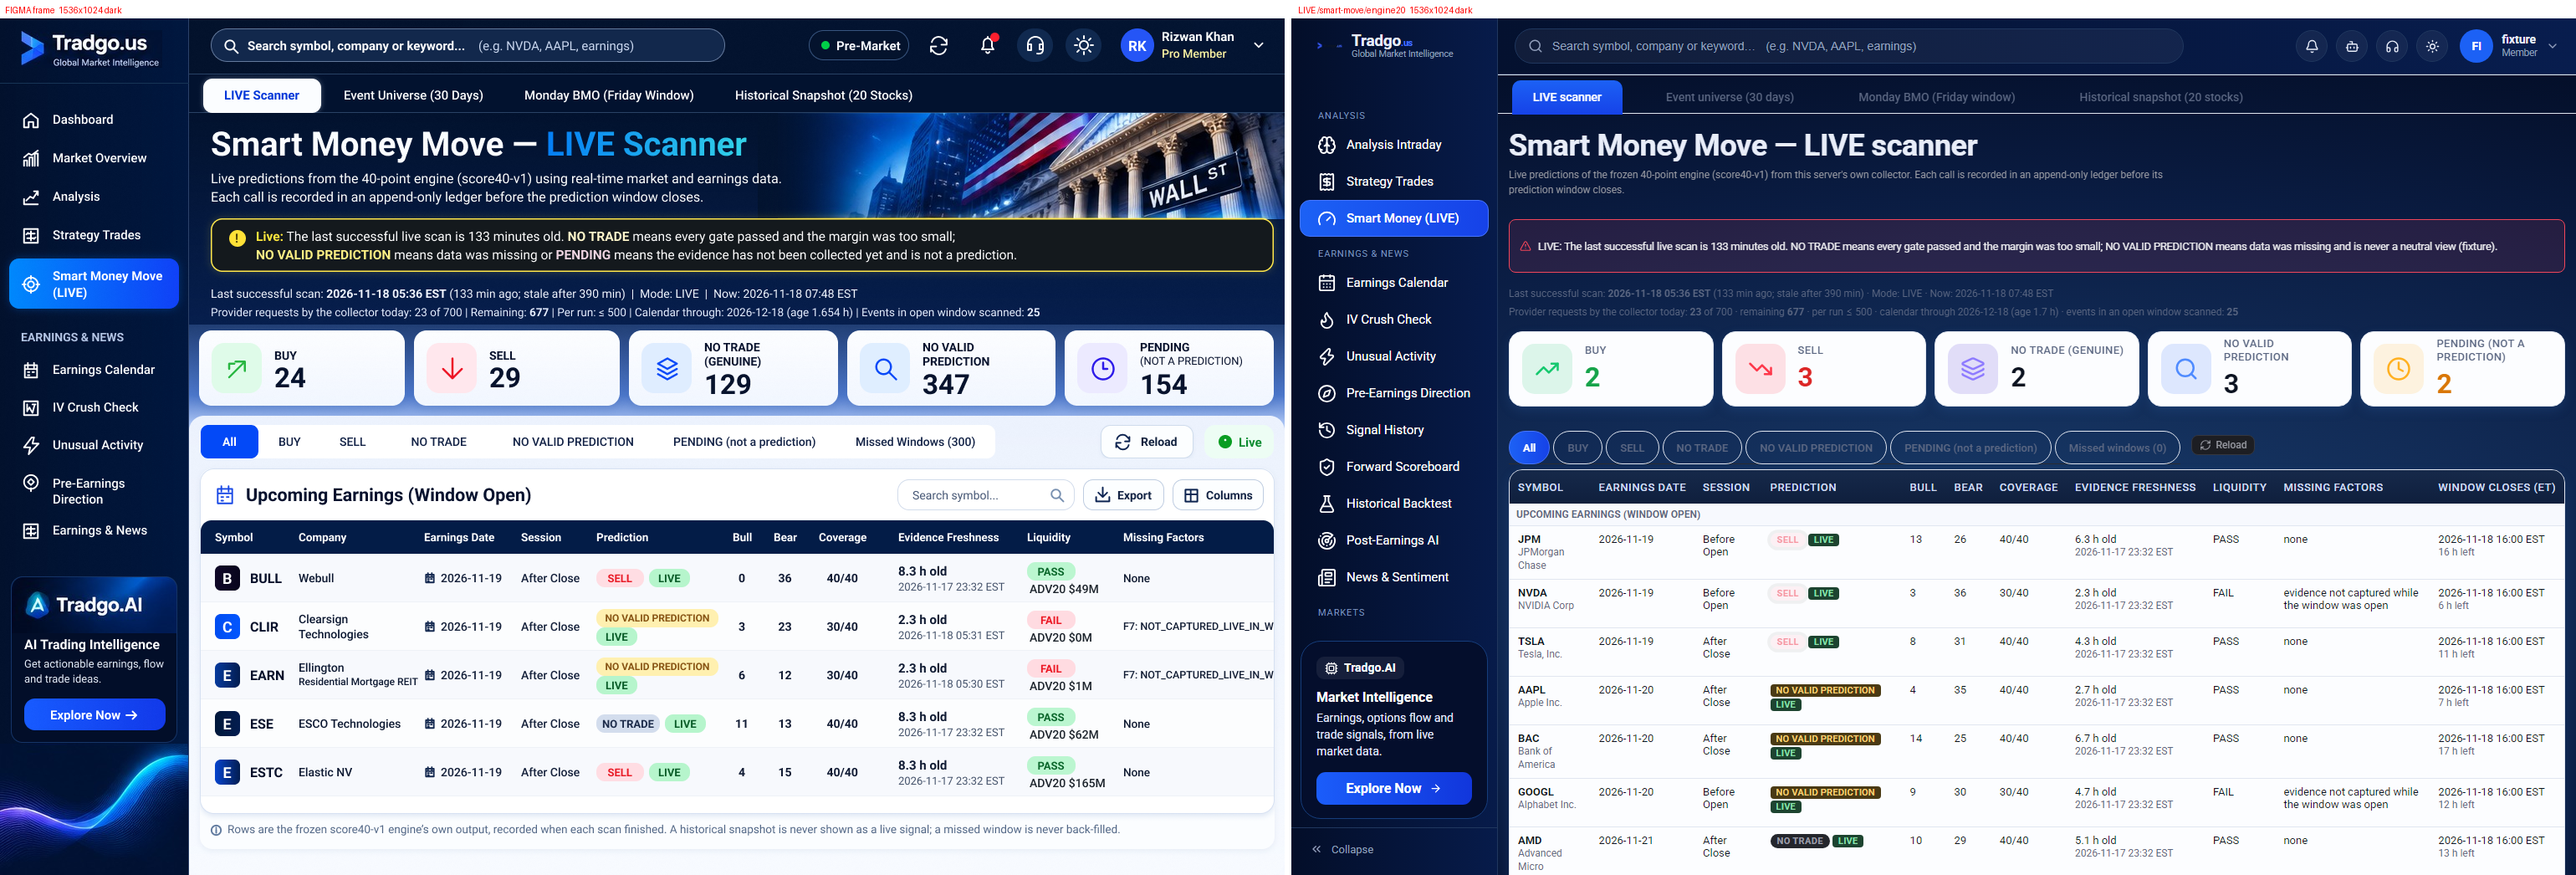 FIGMA frame 1536x1024 dark
Tradgo.us
Global Market Intelligence
Search symbol, company or keyword... (e.g. NVDA, AAPL, earnings)
Pre-Market
RK
Rizwan Khan
Pro Member
Dashboard
Market Overview
Analysis
Strategy Trades
Smart Money Move
(LIVE)
EARNINGS & NEWS
Earnings Calendar
IV Crush Check
Unusual Activity
Pre-Earnings
Direction
Earnings & News
Tradgo.AI
AI Trading Intelligence
Get actionable earnings, flow
and trade ideas.
Explore Now →
LIVE Scanner
Event Universe (30 Days)
Monday BMO (Friday Window)
Historical Snapshot (20 Stocks)
Smart Money Move — LIVE Scanner
Live predictions from the 40-point engine (score40-v1) using real-time market and earnings data.
Each call is recorded in an append-only ledger before the prediction window closes.
WALL ST
Live: The last successful live scan is 133 minutes old. NO TRADE means every gate passed and the margin was too small;
NO VALID PREDICTION means data was missing or PENDING means the evidence has not been collected yet and is not a prediction.
Last successful scan: 2026-11-18 05:36 EST (133 min ago; stale after 390 min) | Mode: LIVE | Now: 2026-11-18 07:48 EST
Provider requests by the collector today: 23 of 700 | Remaining: 677 | Per run: ≤ 500 | Calendar through: 2026-12-18 (age 1.654 h) | Events in open window scanned: 25
BUY
24
SELL
29
NO TRADE
(GENUINE)
129
NO VALID
PREDICTION
347
PENDING
(NOT A PREDICTION)
154
All
BUY
SELL
NO TRADE
NO VALID PREDICTION
PENDING (not a prediction)
Missed Windows (300)
Reload
Live
Upcoming Earnings (Window Open)
Search symbol...
Export
Columns
Symbol Company Earnings Date Session Prediction Bull Bear Coverage Evidence Freshness Liquidity Missing Factors
B BULL Webull 2026-11-19 After Close SELL LIVE 0 36 40/40 8.3 h old PASS None
2026-11-17 23:32 EST ADV20 $49M
C CLIR Clearsign
Technologies 2026-11-19 After Close NO VALID PREDICTION
LIVE 3 23 30/40 2.3 h old FAIL F7: NOT_CAPTURED_LIVE_IN_W
2026-11-18 05:31 EST ADV20 $0M
E EARN Ellington
Residential Mortgage REIT 2026-11-19 After Close NO VALID PREDICTION
LIVE 6 12 30/40 2.3 h old FAIL F7: NOT_CAPTURED_LIVE_IN_W
2026-11-18 05:30 EST ADV20 $1M
E ESE ESCO Technologies 2026-11-19 After Close NO TRADE LIVE 11 13 40/40 8.3 h old PASS None
2026-11-17 23:32 EST ADV20 $62M
E ESTC Elastic NV 2026-11-19 After Close SELL LIVE 4 15 40/40 8.3 h old PASS None
2026-11-17 23:32 EST ADV20 $165M
Rows are the frozen score40-v1 engine's own output, recorded when each scan finished. A historical snapshot is never shown as a live signal; a missed window is never back-filled.
LIVE /smart-move/engine20 1536x1024 dark
Tradgo.us
Global Market Intelligence
Search symbol, company or keyword... (e.g. NVDA, AAPL, earnings)
FI
fixture
Member
ANALYSIS
Analysis Intraday
Strategy Trades
Smart Money (LIVE)
EARNINGS & NEWS
Earnings Calendar
IV Crush Check
Unusual Activity
Pre-Earnings Direction
Signal History
Forward Scoreboard
Historical Backtest
Post-Earnings AI
News & Sentiment
MARKETS
Tradgo.AI
Market Intelligence
Earnings, options flow and
trade signals, from live
market data.
Explore Now →
« Collapse
LIVE scanner
Event universe (30 days)
Monday BMO (Friday window)
Historical snapshot (20 stocks)
Smart Money Move — LIVE scanner
Live predictions of the frozen 40-point engine (score40-v1) from this server's own collector. Each call is recorded in an append-only ledger before its
prediction window closes.
LIVE: The last successful live scan is 133 minutes old. NO TRADE means every gate passed and the margin was too small; NO VALID PREDICTION means data was missing and is never a neutral view (fixture).
Last successful scan: 2026-11-18 05:36 EST (133 min ago; stale after 390 min) · Mode: LIVE · Now: 2026-11-18 07:48 EST
Provider requests by the collector today: 23 of 700 · remaining 677 · per run ≤ 500 · calendar through 2026-12-18 (age 1.7 h) · events in an open window scanned: 25
BUY
2
SELL
3
NO TRADE (GENUINE)
2
NO VALID
PREDICTION
3
PENDING (NOT A
PREDICTION)
2
All
BUY
SELL
NO TRADE
NO VALID PREDICTION
PENDING (not a prediction)
Missed windows (0)
Reload
SYMBOL EARNINGS DATE SESSION PREDICTION BULL BEAR COVERAGE EVIDENCE FRESHNESS LIQUIDITY MISSING FACTORS WINDOW CLOSES (ET)
UPCOMING EARNINGS (WINDOW OPEN)
JPM 2026-11-19 Before SELL LIVE 13 26 40/40 6.3 h old PASS none 2026-11-18 16:00 EST
JPMorgan Open 2026-11-17 23:32 EST 16 h left
Chase
NVDA 2026-11-19 Before SELL LIVE 3 36 30/40 2.3 h old FAIL evidence not captured while 2026-11-18 16:00 EST
NVIDIA Corp Open 2026-11-17 23:32 EST the window was open 6 h left
TSLA 2026-11-19 After SELL LIVE 8 31 40/40 4.3 h old PASS none 2026-11-18 16:00 EST
Tesla, Inc. Close 2026-11-17 23:32 EST 11 h left
AAPL 2026-11-20 After NO VALID PREDICTION 4 35 40/40 2.7 h old PASS none 2026-11-18 16:00 EST
Apple Inc. Close LIVE 2026-11-17 23:32 EST 7 h left
BAC 2026-11-20 After NO VALID PREDICTION 14 25 40/40 6.7 h old PASS none 2026-11-18 16:00 EST
Bank of Close LIVE 2026-11-17 23:32 EST 17 h left
America
GOOGL 2026-11-20 Before NO VALID PREDICTION 9 30 30/40 4.7 h old FAIL evidence not captured while 2026-11-18 16:00 EST
Alphabet Inc. Open LIVE 2026-11-17 23:32 EST the window was open 12 h left
AMD 2026-11-21 After NO TRADE LIVE 10 29 40/40 5.1 h old PASS none 2026-11-18 16:00 EST
Advanced Close 2026-11-17 23:32 EST 13 h left
Micro